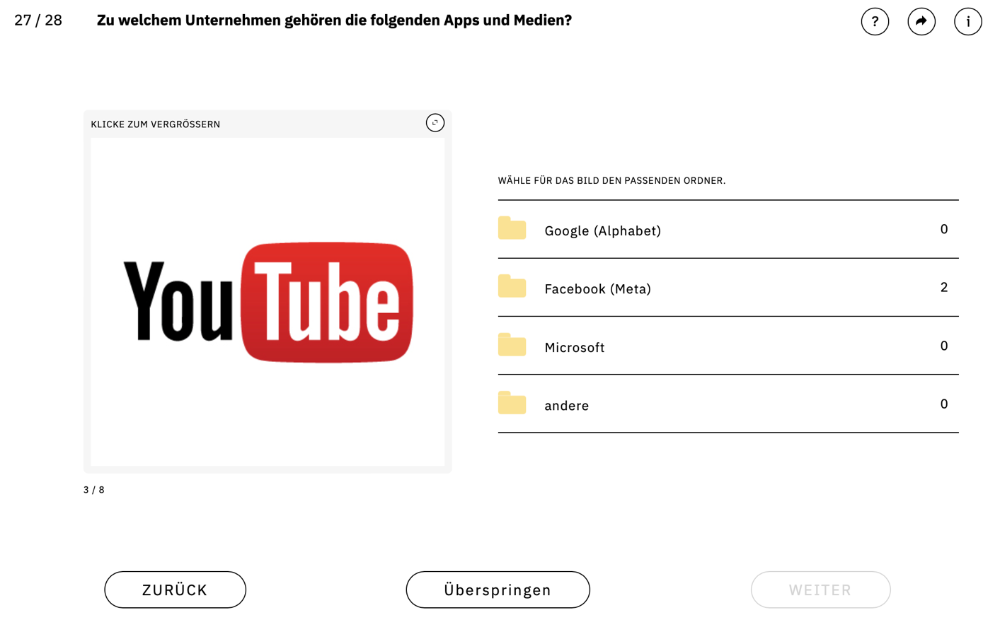 27 / 28
Zu welchem Unternehmen gehören die folgenden Apps und Medien?
?
i
KLICKE ZUM VERGRÖSSERN
YouTube
3 / 8
WÄHLE FÜR DAS BILD DEN PASSENDEN ORDNER.
Google (Alphabet) 0
Facebook (Meta) 2
Microsoft 0
andere 0
ZURÜCK
Überspringen
WEITER